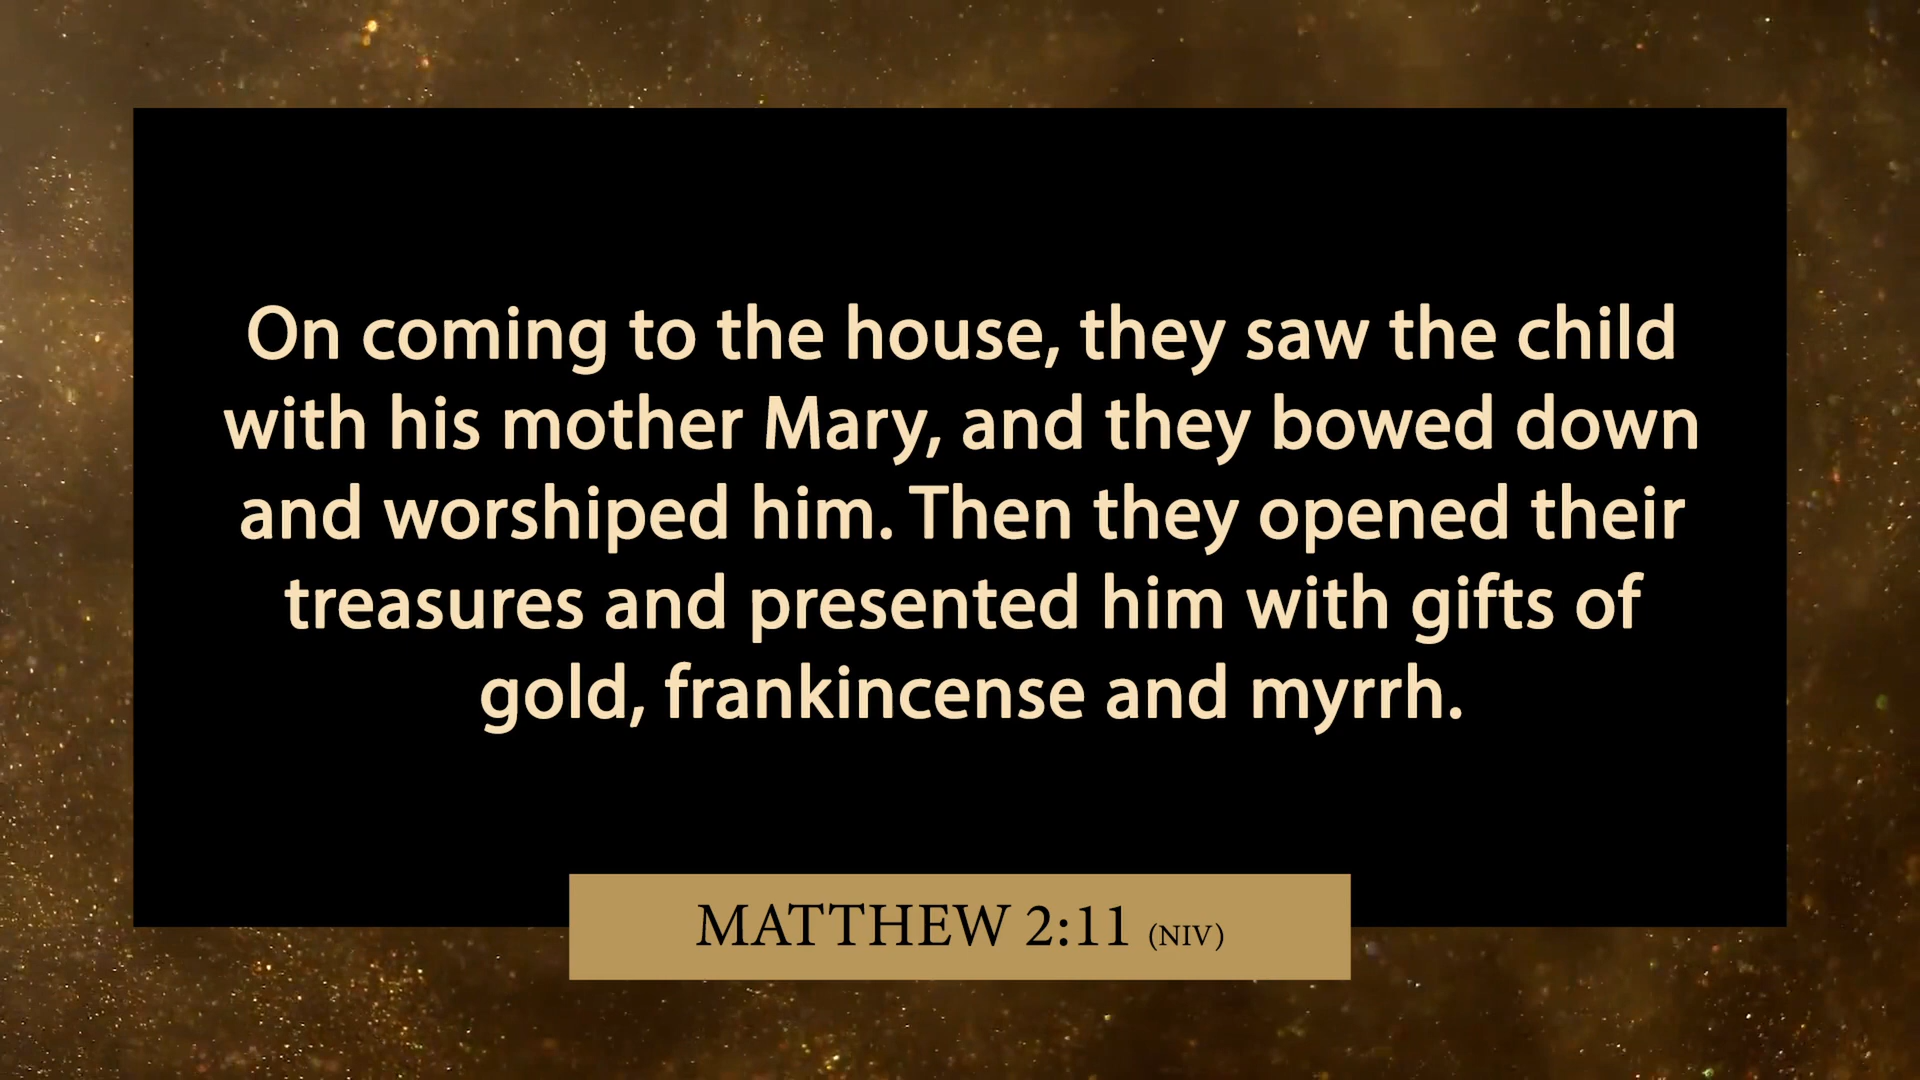 On coming to the house, they saw the child
with his mother Mary, and they bowed down
and worshiped him. Then they opened their
treasures and presented him with gifts of
gold, frankincense and myrrh.
MATTHEW 2:11 (NIV)